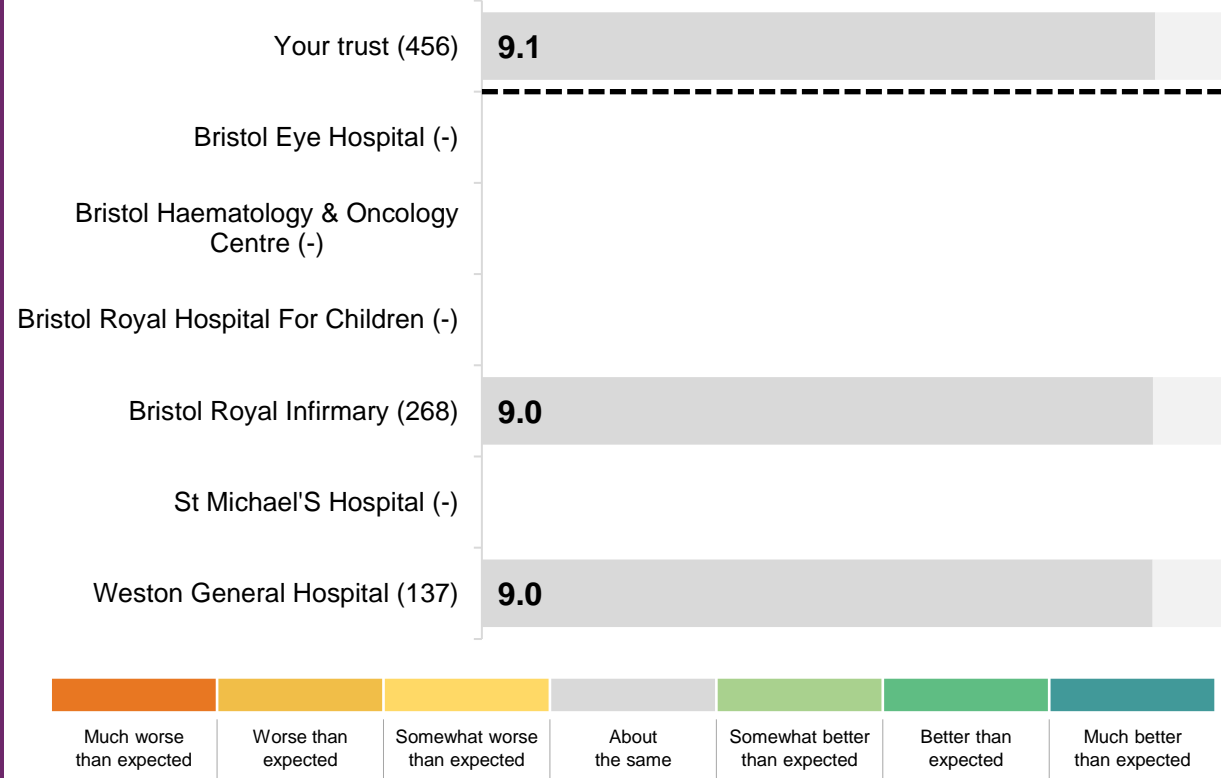 Your trust (456) 9.1
Bristol Eye Hospital (-)
Bristol Haematology & Oncology
Centre (-)
Bristol Royal Hospital For Children (-)
Bristol Royal Infirmary (268) 9.0
St Michael'S Hospital (-)
Weston General Hospital (137) 9.0
Much worse
than expected
Worse than
expected
Somewhat worse
than expected
About
the same
Somewhat better
than expected
Better than
expected
Much better
than expected